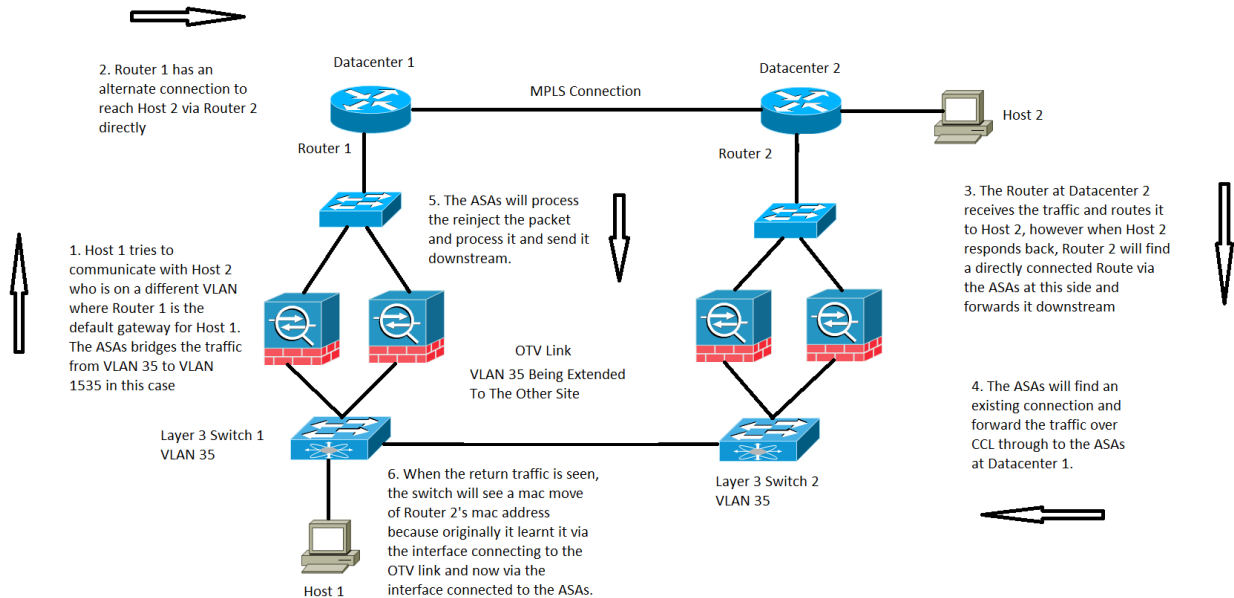 Datacenter 1
Datacenter 2
2. Router 1 has an
alternate connection to
reach Host 2 via Router 2
directly
MPLS Connection
Host 2
Router 1
Router 2
5. The ASAs will process
the reinject the packet
and process it and send it
downstream.
3. The Router at Datacenter 2
receives the traffic and routes it
to Host 2, however when Host 2
responds back, Router 2 will find
a directly connected Route via
the ASAs at this side and
forwards it downstream
1. Host 1 tries to
communicate with Host 2
who is on a different VLAN
where Router 1 is the
default gateway for Host 1.
The ASAs bridges the traffic
from VLAN 35 to VLAN
1535 in this case
OTV Link
VLAN 35 Being Extended
To The Other Site
4. The ASAs will find an
existing connection and
forward the traffic over
CCL through to the ASAs
at Datacenter 1.
Layer 3 Switch 1
VLAN 35
Layer 3 Switch 2
VLAN 35
6. When the return traffic is seen,
the switch will see a mac move
of Router 2's mac address
because originally it learnt it via
the interface connecting to the
OTV link and now via the
interface connected to the ASAs.
Host 1